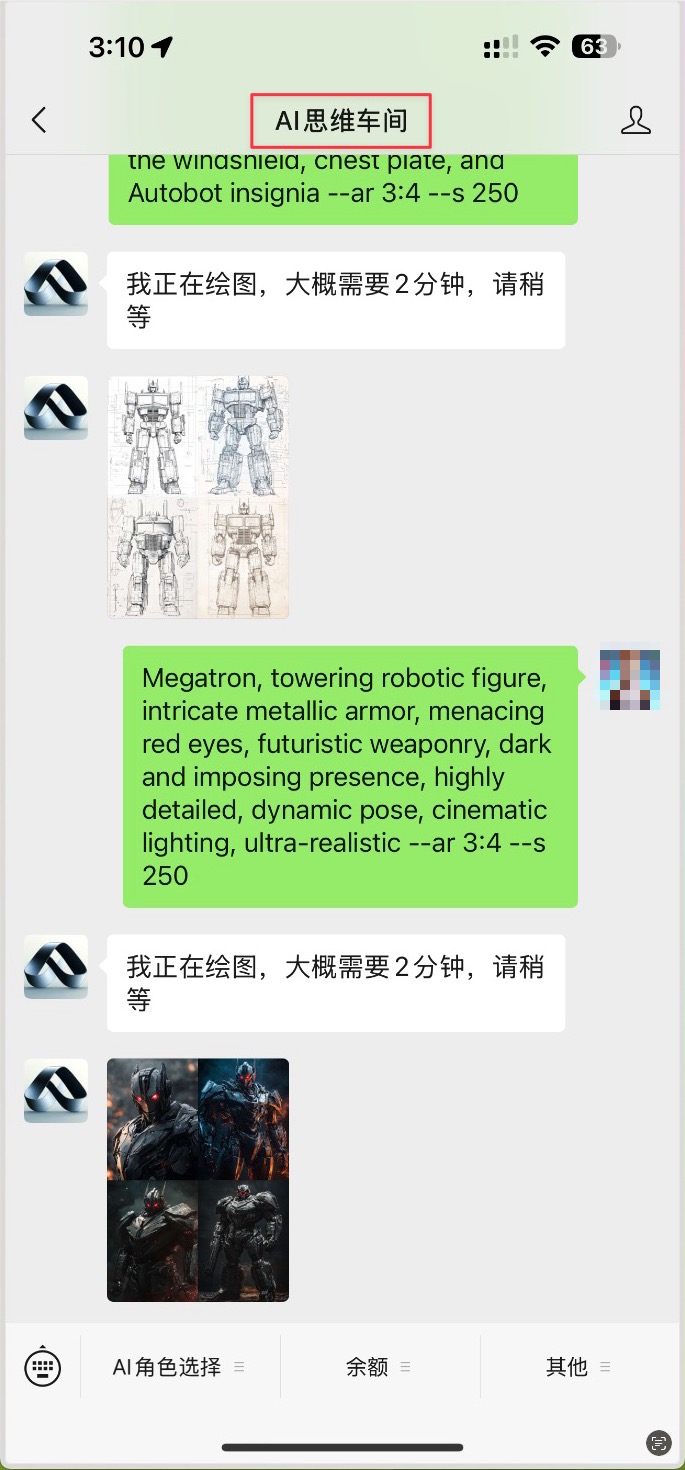 3:10
63
AI思维车间
the windshield, chest plate, and
Autobot insignia --ar 3:4 --s 250
我正在绘图，大概需要2分钟，请稍
等
Megatron, towering robotic figure,
intricate metallic armor, menacing
red eyes, futuristic weaponry, dark
and imposing presence, highly
detailed, dynamic pose, cinematic
lighting, ultra-realistic --ar 3:4 --s
250
我正在绘图，大概需要2分钟，请稍
等
AI角色选择
余额
其他